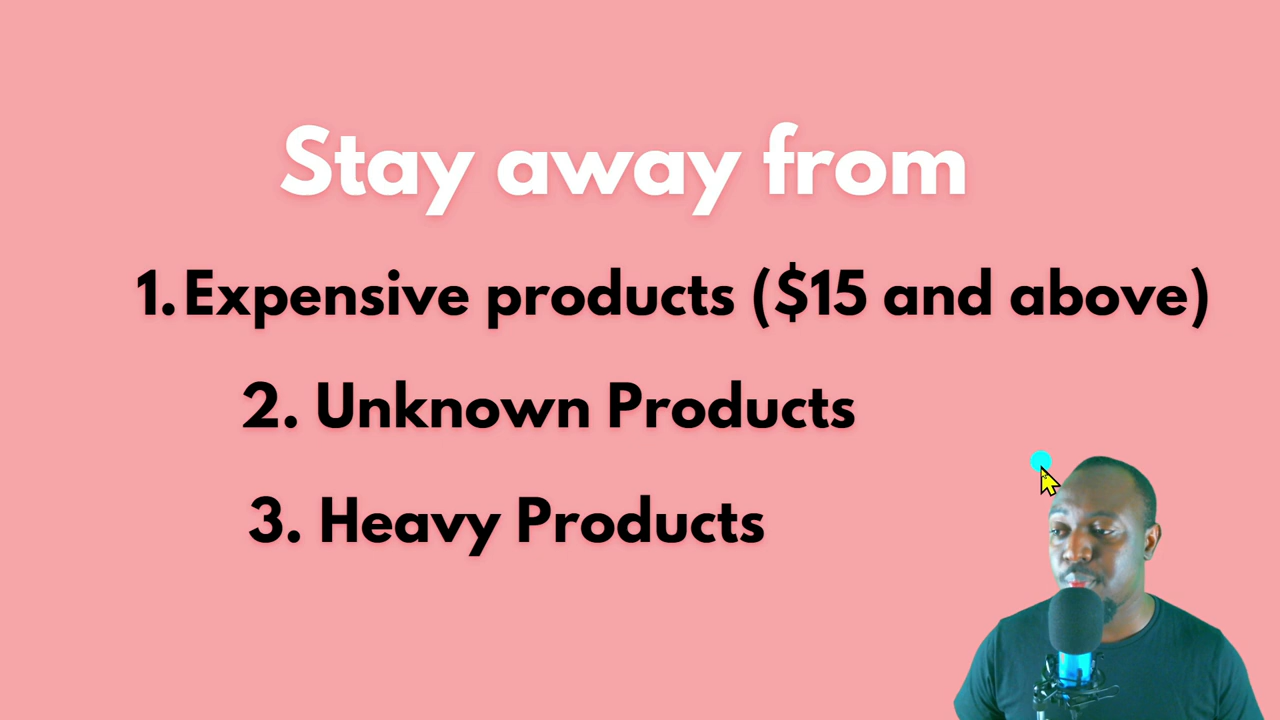 Stay away from
1. Expensive products ($15 and above)
2. Unknown Products
3. Heavy Products